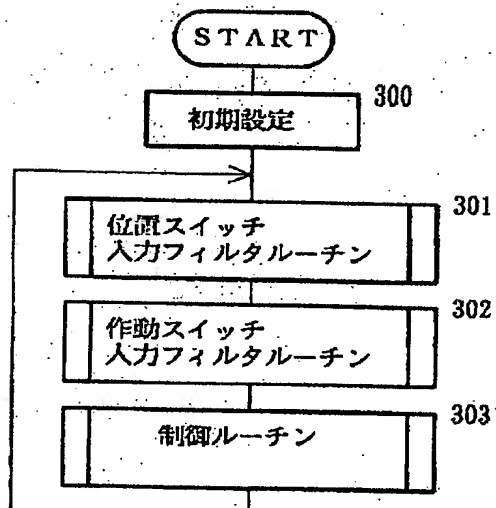 START
初期設定
300
301
位置スイッチ
入力フィルタルーチン
302
作動スイッチ
入力フィルタルーチン
303
制御ルーチン